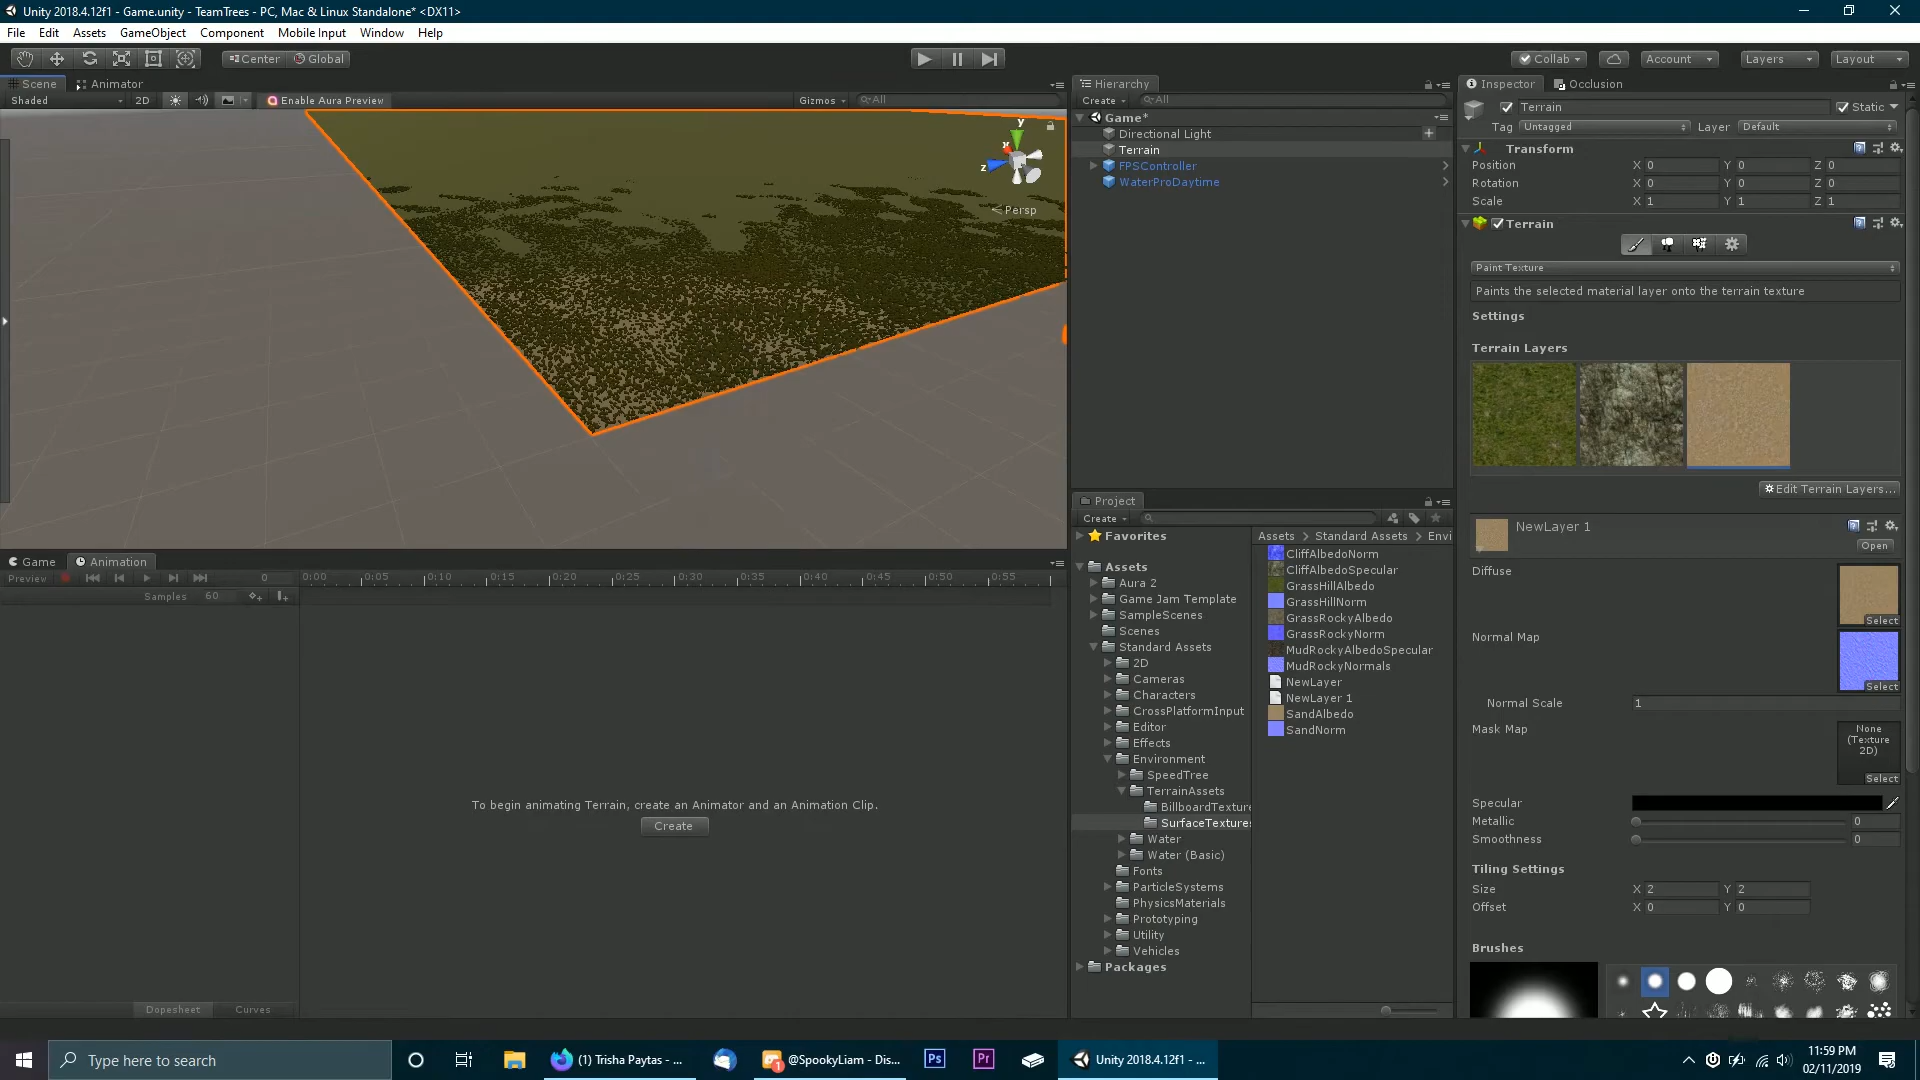 Unity 2018.4.12f1 - Game.unity - TeamTrees - PC, Mac & Linux Standalone* <DX11>
File Edit Assets GameObject Component Mobile Input Window Help
Center Global
Collab Account Layers Layout
Scene Animator
Shaded 2D Enable Aura Preview Gizmos All
y
x
z
Persp
Game Animation
Preview 0 0:00 0:05 0:10 0:15 0:20 0:25 0:30 0:35 0:40 0:45 0:50 0:55
Samples 60
To begin animating Terrain, create an Animator and an Animation Clip.
Create
Dopesheet Curves
Hierarchy
Create All
Game*
Directional Light
Terrain
FPSController
WaterProDaytime
Project
Create
Favorites
Assets
Aura 2
Game Jam Template
SampleScenes
Scenes
Standard Assets
2D
Cameras
Characters
CrossPlatformInput
Editor
Effects
Environment
SpeedTree
TerrainAssets
BillboardTexture
SurfaceTextures
Water
Water (Basic)
Fonts
ParticleSystems
PhysicsMaterials
Prototyping
Utility
Vehicles
Packages
Assets Standard Assets Envi
CliffAlbedoNorm
CliffAlbedoSpecular
GrassHillAlbedo
GrassHillNorm
GrassRockyAlbedo
GrassRockyNorm
MudRockyAlbedoSpecular
MudRockyNormals
NewLayer
NewLayer 1
SandAlbedo
SandNorm
Inspector Occlusion
Terrain Static
Tag Untagged Layer Default
Transform
Position X 0 Y 0 Z 0
Rotation X 0 Y 0 Z 0
Scale X 1 Y 1 Z 1
Terrain
Paint Texture
Paints the selected material layer onto the terrain texture
Settings
Terrain Layers
Edit Terrain Layers...
NewLayer 1
Open
Diffuse
Select
Normal Map
Select
Normal Scale 1
Mask Map
None
(Texture
2D)
Select
Specular
Metallic 0
Smoothness 0
Tiling Settings
Size X 2 Y 2
Offset X 0 Y 0
Brushes
Type here to search
(1) Trisha Paytas - ...
1
@SpookyLiam - Dis...
Ps
Pr
Unity 2018.4.12f1 - ...
11:59 PM
02/11/2019